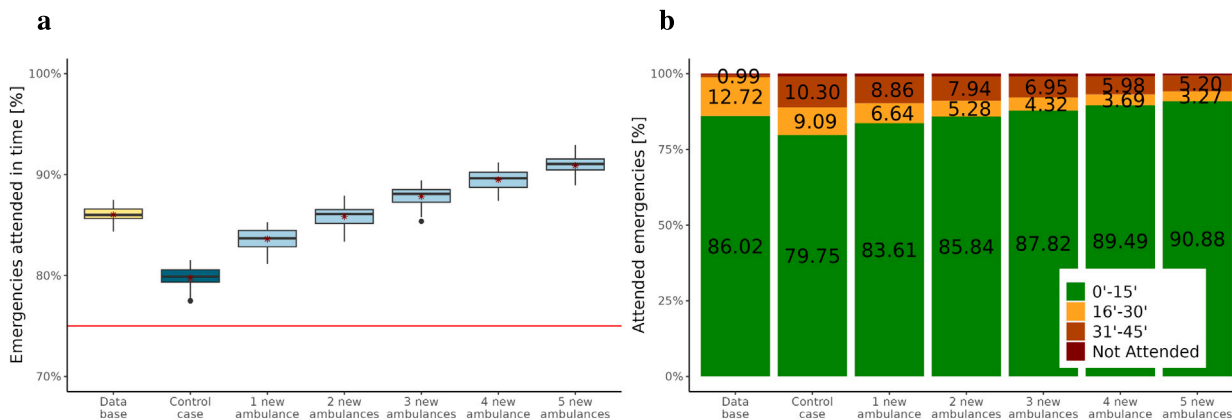 a
Emergencies attended in time [%]
100%
90%
80%
70%
Data
base
Control
case
1 new
ambulance
2 new
ambulances
3 new
ambulances
4 new
ambulances
5 new
ambulances
b
Attended emergencies [%]
100%
75%
50%
25%
0%
0.99
12.72
86.02
10.30
9.09
79.75
8.86
6.64
83.61
7.94
5.28
85.84
6.95
4.32
87.82
5.98
3.69
89.49
5.20
3.27
90.88
0'-15'
16'-30'
31'-45'
Not Attended
Data
base
Control
case
1 new
ambulance
2 new
ambulances
3 new
ambulances
4 new
ambulances
5 new
ambulances